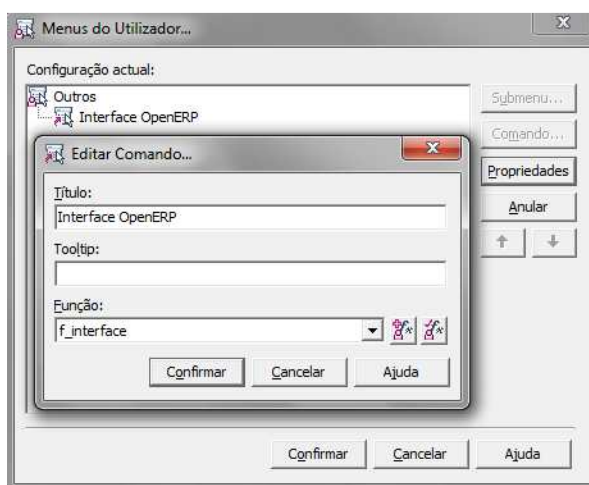 Menus do Utilizador...
Configuração actual:
Outros
Interface OpenERP
Submenu...
Comando...
Propriedades
Anular
Editar Comando...
Título:
Interface OpenERP
Tooltip:
Função:
f_interface
Confirmar Cancelar Ajuda
Confirmar Cancelar Ajuda